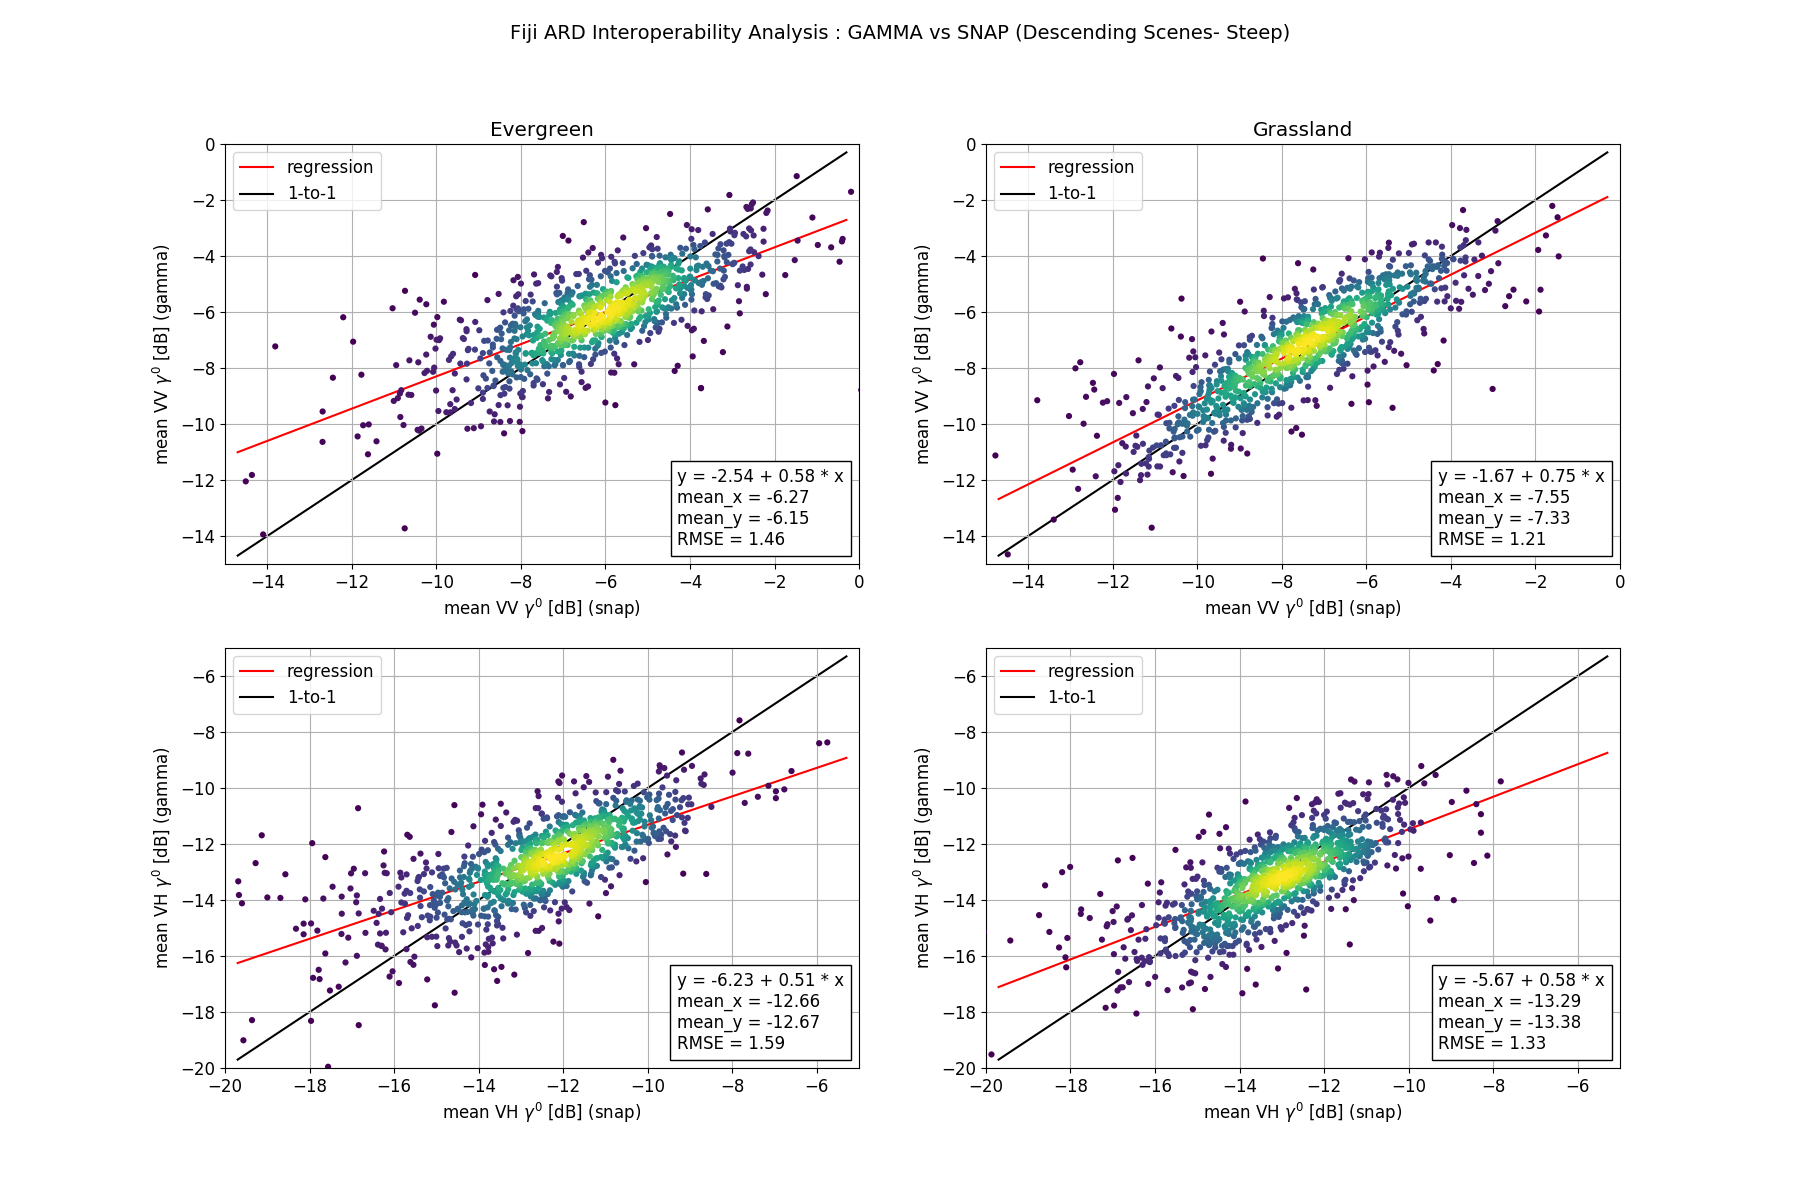 Fiji ARD Interoperability Analysis : GAMMA vs SNAP (Descending Scenes- Steep)
Evergreen
regression
1-to-1
0
−2
−4
−6
−8
−10
−12
−14
mean VV γ⁰ [dB] (gamma)
y = -2.54 + 0.58 * x
mean_x = -6.27
mean_y = -6.15
RMSE = 1.46
−14 −12 −10 −8 −6 −4 −2 0
mean VV γ⁰ [dB] (snap)
Grassland
regression
1-to-1
0
−2
−4
−6
−8
−10
−12
−14
mean VV γ⁰ [dB] (gamma)
y = -1.67 + 0.75 * x
mean_x = -7.55
mean_y = -7.33
RMSE = 1.21
−14 −12 −10 −8 −6 −4 −2 0
mean VV γ⁰ [dB] (snap)
regression
1-to-1
−6
−8
−10
−12
−14
−16
−18
−20
mean VH γ⁰ [dB] (gamma)
y = -6.23 + 0.51 * x
mean_x = -12.66
mean_y = -12.67
RMSE = 1.59
−20 −18 −16 −14 −12 −10 −8 −6
mean VH γ⁰ [dB] (snap)
regression
1-to-1
−6
−8
−10
−12
−14
−16
−18
−20
mean VH γ⁰ [dB] (gamma)
y = -5.67 + 0.58 * x
mean_x = -13.29
mean_y = -13.38
RMSE = 1.33
−20 −18 −16 −14 −12 −10 −8 −6
mean VH γ⁰ [dB] (snap)